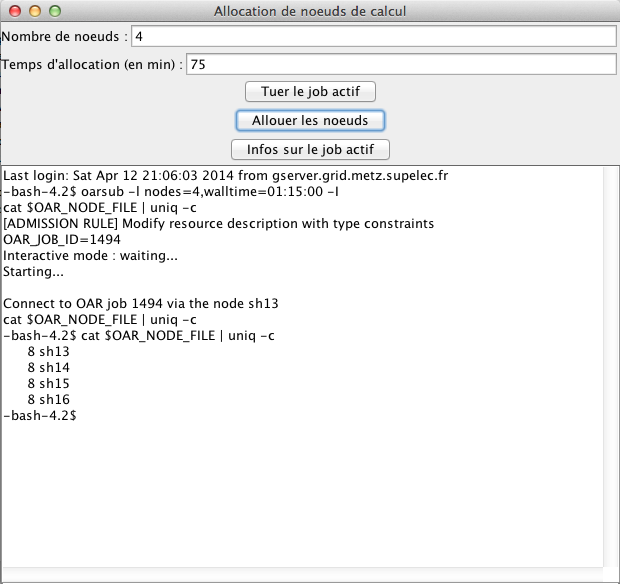 Allocation de noeuds de calcul
Nombre de noeuds : 4
Temps d'allocation (en min) : 75
Tuer le job actif
Allouer les noeuds
Infos sur le job actif
Last login: Sat Apr 12 21:06:03 2014 from gserver.grid.metz.supelec.fr
-bash-4.2$ oarsub -l nodes=4,walltime=01:15:00 -I
cat $OAR_NODE_FILE | uniq -c
[ADMISSION RULE] Modify resource description with type constraints
OAR_JOB_ID=1494
Interactive mode : waiting...
Starting...
Connect to OAR job 1494 via the node sh13
cat $OAR_NODE_FILE | uniq -c
-bash-4.2$ cat $OAR_NODE_FILE | uniq -c
8 sh13
8 sh14
8 sh15
8 sh16
-bash-4.2$